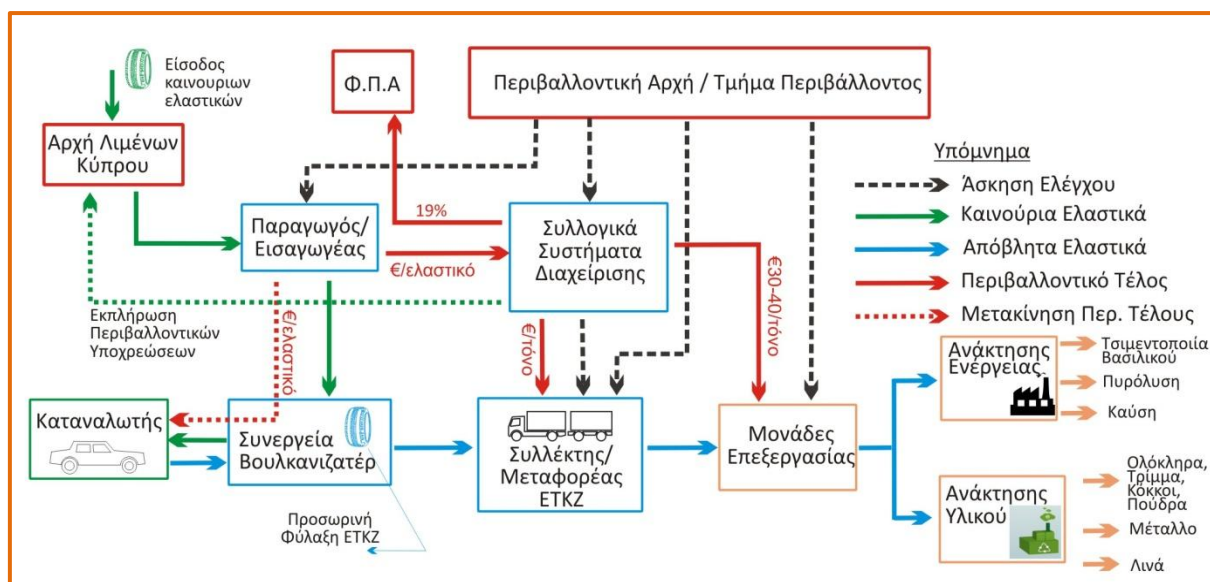 Είσοδος
καινουριων
ελαστικών
Φ.Π.Α
Περιβαλλοντική Αρχή / Τμήμα Περιβάλλοντος
Αρχή Λιμένων
Κύπρου
Υπόμνημα
Άσκηση Ελέγχου
Καινούρια Ελαστικά
Απόβλητα Ελαστικά
Περιβαλλοντικό Τέλος
Μετακίνηση Περ. Τέλους
Παραγωγός/
Εισαγωγέας
19%
€/ελαστικό
Συλλογικά
Συστήματα
Διαχείρισης
€30-40/τόνο
Εκπλήρωση
Περιβαλλοντικών
Υποχρεώσεων
€/ελαστικό
€/τόνο
Καταναλωτής
Συνεργεία
Βουλκανιζατέρ
Συλλέκτης/
Μεταφορέας
ΕΤΚΖ
Μονάδες
Επεξεργασίας
Προσωρινή
Φύλαξη ΕΤΚΖ
Ανάκτησης
Ενέργειας
Τσιμεντοποιία
Βασιλικού
Πυρόλυση
Καύση
Ανάκτησης
Υλικού
Ολόκληρα,
Τρίμμα,
Κόκκοι,
Πούδρα
Μέταλλο
Λινά